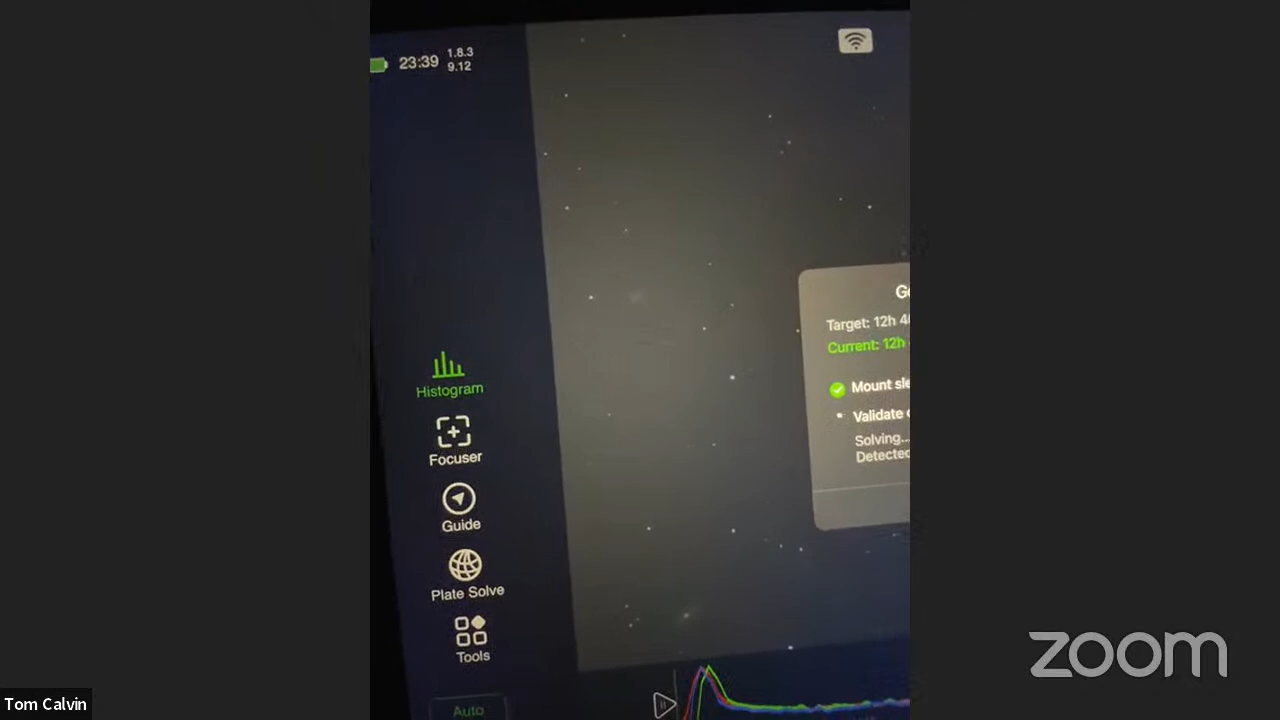 23:39
1.8.3
9.12
Target: 12h
Current: 12h
Mount
Validate
Solving...
Detected
Histogram
Focuser
Guide
Plate Solve
Tools
Auto
Tom Calvin
zoom